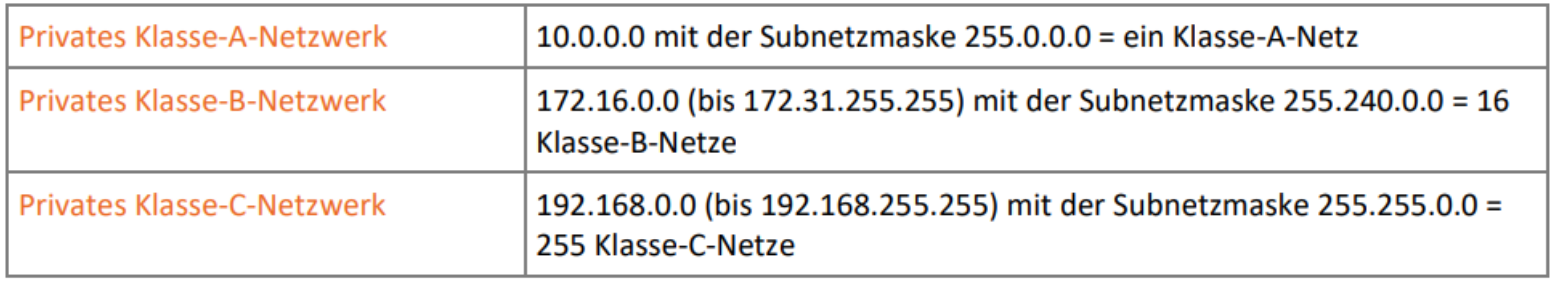 Privates Klasse-A-Netzwerk
10.0.0.0 mit der Subnetzmaske 255.0.0.0 = ein Klasse-A-Netz
Privates Klasse-B-Netzwerk
172.16.0.0 (bis 172.31.255.255) mit der Subnetzmaske 255.240.0.0 = 16
Klasse-B-Netze
Privates Klasse-C-Netzwerk
192.168.0.0 (bis 192.168.255.255) mit der Subnetzmaske 255.255.0.0 =
255 Klasse-C-Netze